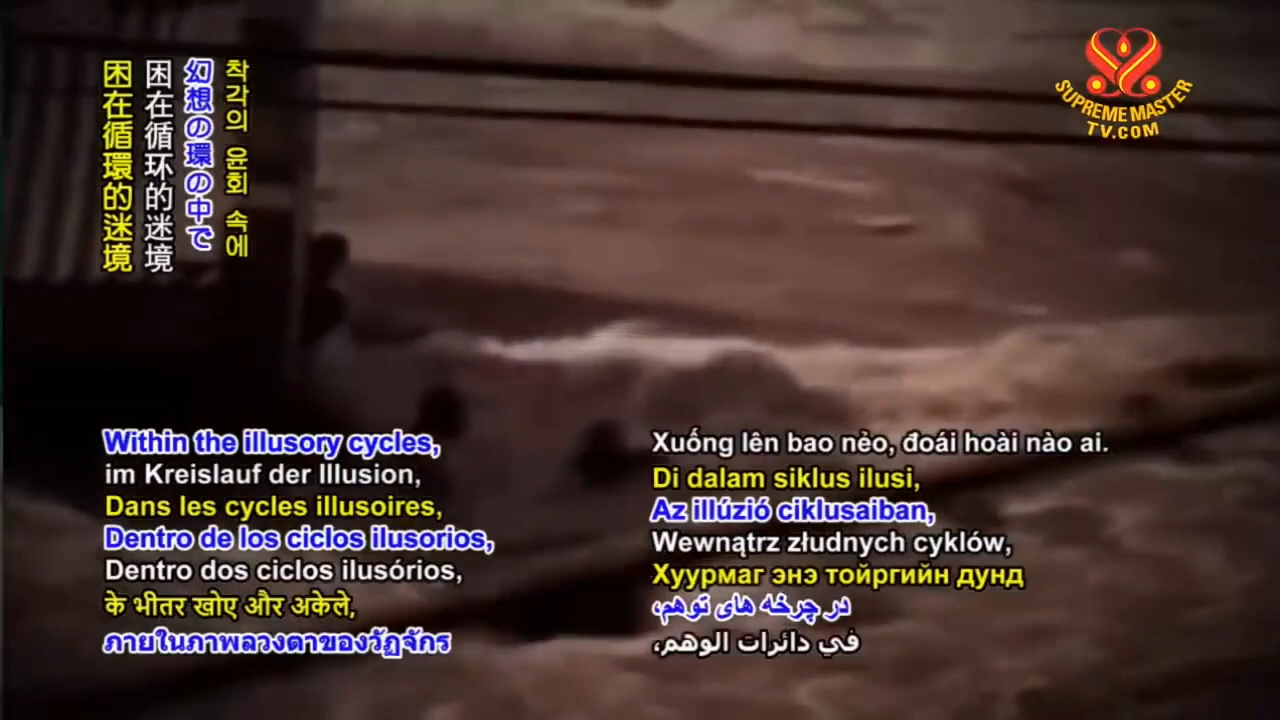 착각의 윤회 속에
幻想の環の中で
困在循环的迷境
困在循環的迷境
SUPREME MASTER
TV.COM
Within the illusory cycles,
im Kreislauf der Illusion,
Dans les cycles illusoires,
Dentro de los ciclos ilusorios,
Dentro dos ciclos ilusórios,
के भीतर खोए और अकेले,
ภายในภาพลวงตาของวัฏจักร
Xuống lên bao nẻo, đoái hoài nào ai.
Di dalam siklus ilusi,
Az illúzió ciklusaiban,
Wewnątrz złudnych cyklów,
Хуурмаг энэ тойргийн дунд
در چرخه های توهم،
في دائرات الوهم،